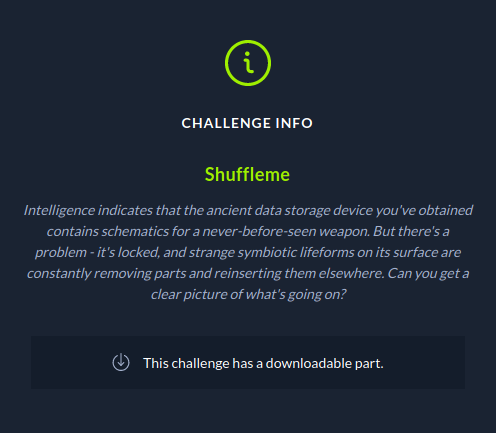 CHALLENGE INFO
Shuffleme
Intelligence indicates that the ancient data storage device you've obtained
contains schematics for a never-before-seen weapon. But there's a
problem - it's locked, and strange symbiotic lifeforms on its surface are
constantly removing parts and reinserting them elsewhere. Can you get a
clear picture of what's going on?
This challenge has a downloadable part.